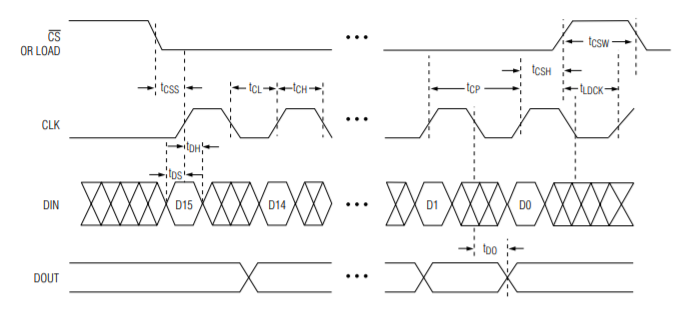 CS
OR LOAD
tCSS
tCL
tCH
tCP
tCSH
tCSW
tLDCK
CLK
tDH
tDS
DIN
D15
D14
D1
D0
tDO
DOUT